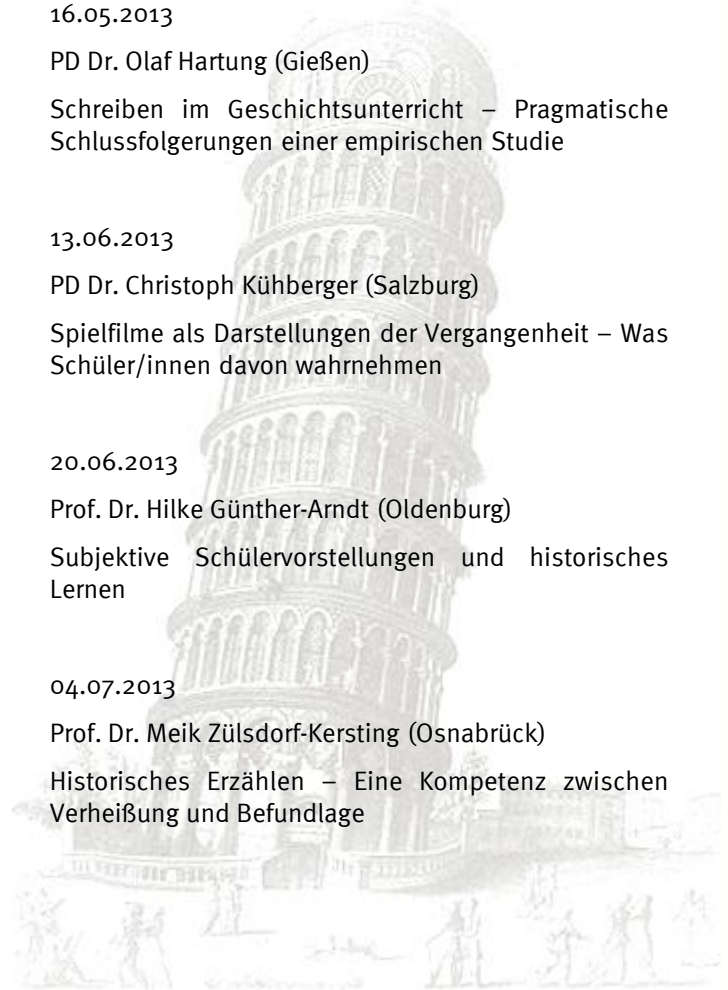 16.05.2013
PD Dr. Olaf Hartung (Gießen)
Schreiben im Geschichtsunterricht – Pragmatische
Schlussfolgerungen einer empirischen Studie
13.06.2013
PD Dr. Christoph Kühberger (Salzburg)
Spielfilme als Darstellungen der Vergangenheit – Was
Schüler/innen davon wahrnehmen
20.06.2013
Prof. Dr. Hilke Günther-Arndt (Oldenburg)
Subjektive Schülervorstellungen und historisches
Lernen
04.07.2013
Prof. Dr. Meik Zülsdorf-Kersting (Osnabrück)
Historisches Erzählen – Eine Kompetenz zwischen
Verheißung und Befundlage